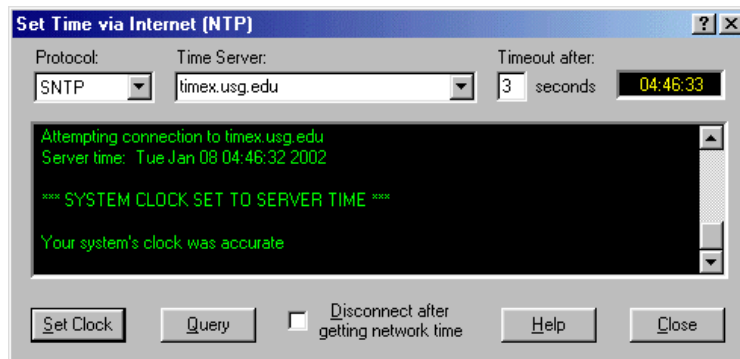 Set Time via Internet (NTP)
Protocol: Time Server: Timeout after:
SNTP timex.usg.edu 3 seconds 04:46:33
Attempting connection to timex.usg.edu
Server time: Tue Jan 08 04:46:32 2002
*** SYSTEM CLOCK SET TO SERVER TIME ***
Your system's clock was accurate
Set Clock Query Disconnect after getting network time Help Close